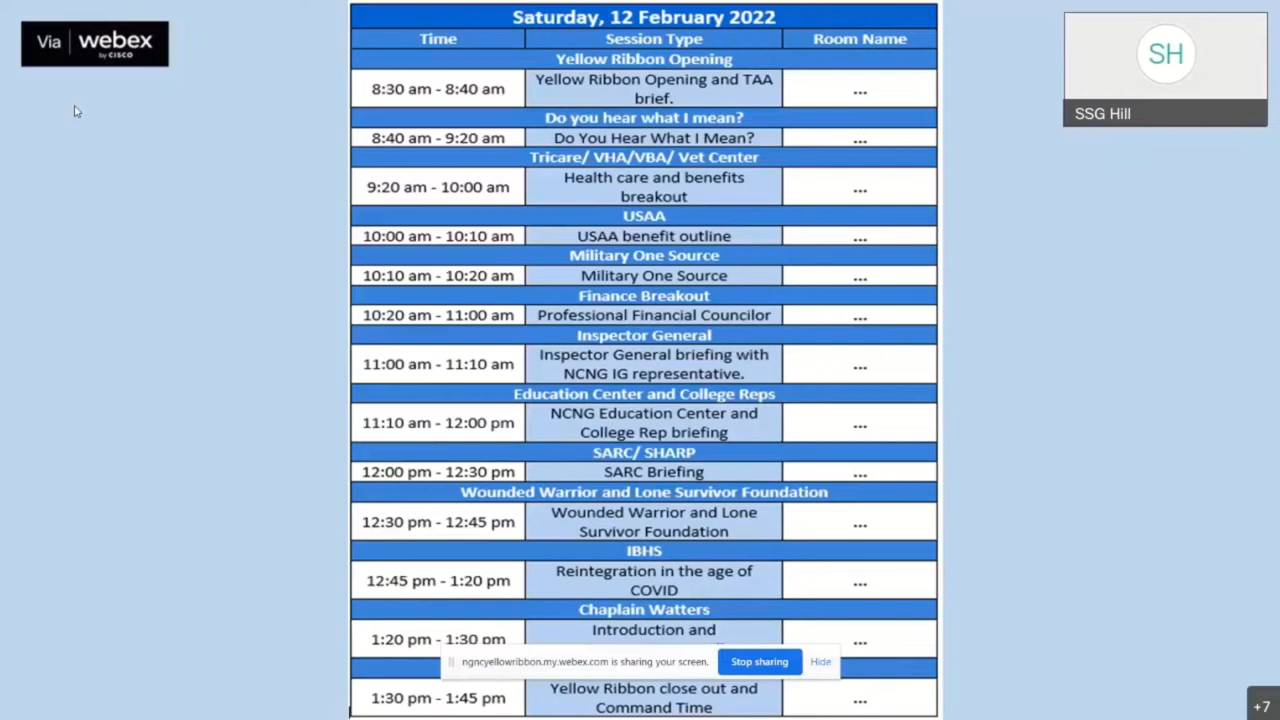 Via webex
by CISCO
Saturday, 12 February 2022
Time Session Type Room Name
Yellow Ribbon Opening
8:30 am - 8:40 am Yellow Ribbon Opening and TAA ...
brief.
Do you hear what I mean?
8:40 am - 9:20 am Do You Hear What I Mean? ...
Tricare/ VHA/VBA/ Vet Center
9:20 am - 10:00 am Health care and benefits ...
breakout
USAA
10:00 am - 10:10 am USAA benefit outline ...
Military One Source
10:10 am - 10:20 am Military One Source ...
Finance Breakout
10:20 am - 11:00 am Professional Financial Councilor ...
Inspector General
11:00 am - 11:10 am Inspector General briefing with ...
NCNG IG representative.
Education Center and College Reps
11:10 am - 12:00 pm NCNG Education Center and ...
College Rep briefing
SARC/ SHARP
12:00 pm - 12:30 pm SARC Briefing ...
Wounded Warrior and Lone Survivor Foundation
12:30 pm - 12:45 pm Wounded Warrior and Lone ...
Survivor Foundation
IBHS
12:45 pm - 1:20 pm Reintegration in the age of ...
COVID
Chaplain Watters
1:20 pm - 1:30 pm Introduction and ...
ngncyellowribbon.my.webex.com is sharing your screen. Stop sharing Hide
1:30 pm - 1:45 pm Yellow Ribbon close out and ...
Command Time
SH
SSG Hill
+7